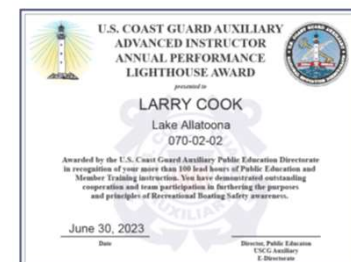 U.S. COAST GUARD AUXILIARY
ADVANCED INSTRUCTOR
ANNUAL PERFORMANCE
LIGHTHOUSE AWARD
presented to
LARRY COOK
Lake Allatoona
070-02-02
Awarded by the U.S. Coast Guard Auxiliary Public Education Directorate
in recognition of your more than 100 lead hours of Public Education and
Member Training instruction. You have demonstrated outstanding
cooperation and team participation in furthering the purposes
and principles of Recreational Boating Safety awareness.
June 30, 2023
Date
Director, Public Education
USCG Auxiliary
E-Directorate